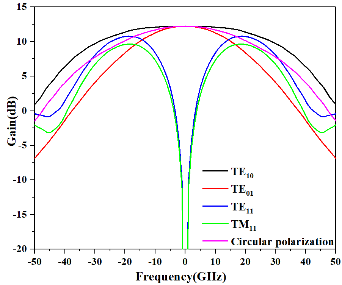 15
10
5
0
-5
-10
-15
-20
Gain(dB)
TE10
TE01
TE11
TM11
Circular polarization
-50 -40 -30 -20 -10 0 10 20 30 40 50
Frequency(GHz)